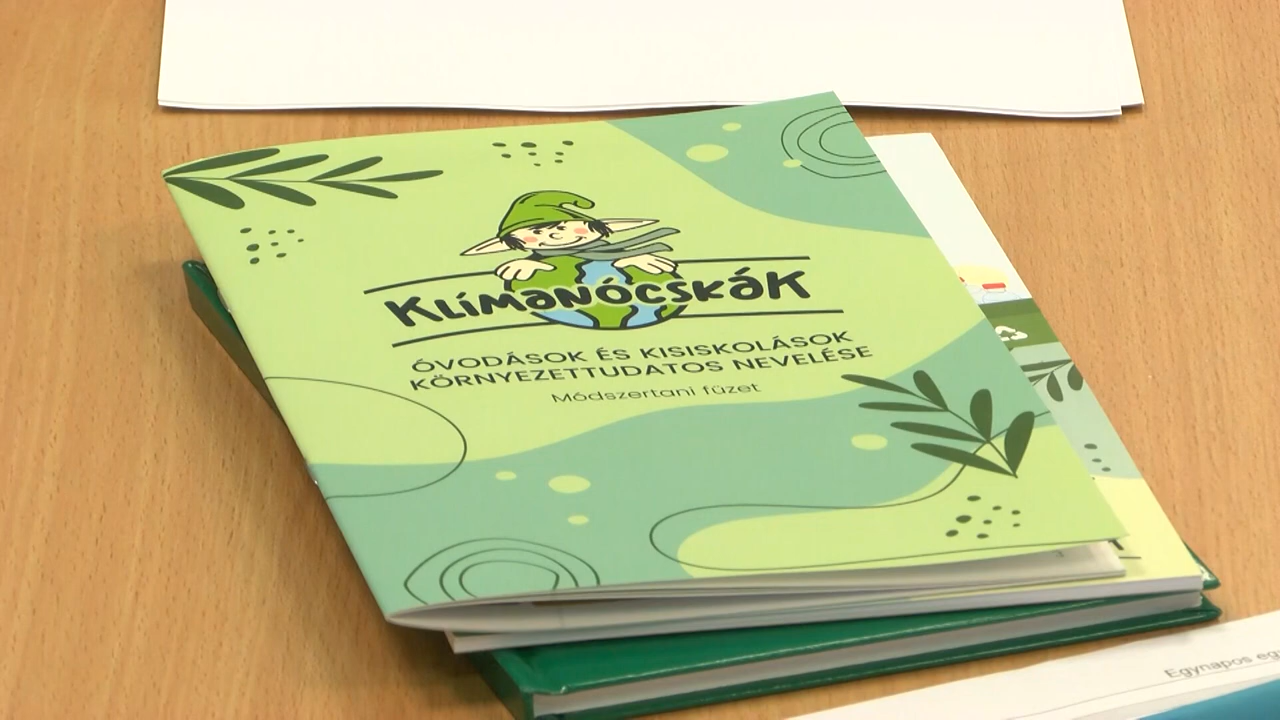 KLÍMANÓCSKÁK
ÓVODÁSOK ÉS KISISKOLÁSOK
KÖRNYEZETTUDATOS NEVELÉSE
Módszertani füzet
Egynapos